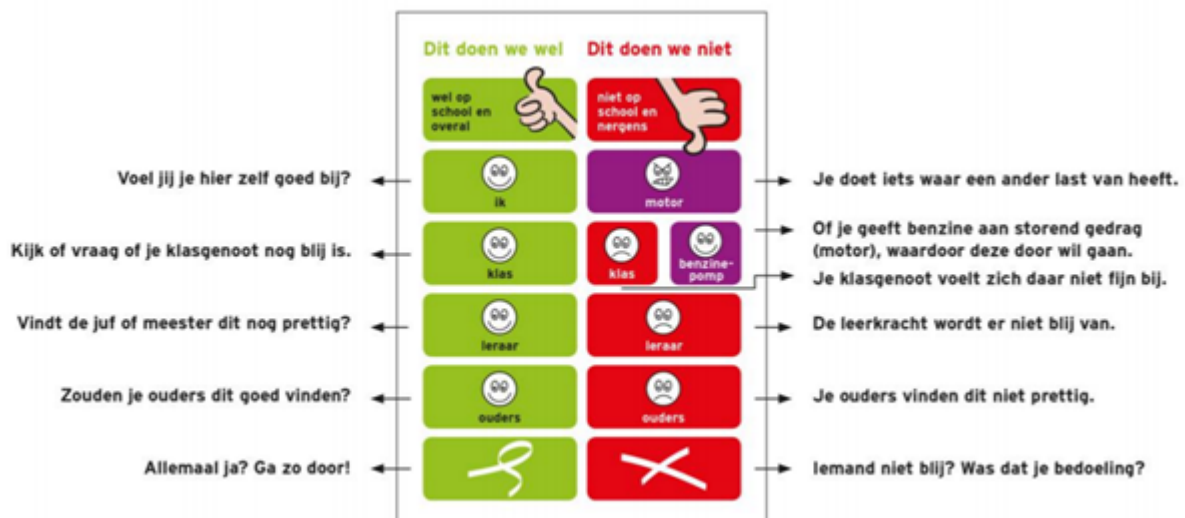 Dit doen we wel
Dit doen we niet
wel op
school en
overal
niet op
school en
nergens
Voel jij je hier zelf goed bij?
ik
motor
Je doet iets waar een ander last van heeft.
Kijk of vraag of je klasgenoot nog blij is.
klas
klas
benzine-
pomp
Of je geeft benzine aan storend gedrag
(motor), waardoor deze door wil gaan.
Je klasgenoot voelt zich daar niet fijn bij.
Vindt de juf of meester dit nog prettig?
leraar
leraar
De leerkracht wordt er niet blij van.
Zouden je ouders dit goed vinden?
ouders
ouders
Je ouders vinden dit niet prettig.
Allemaal ja? Ga zo door!
Iemand niet blij? Was dat je bedoeling?